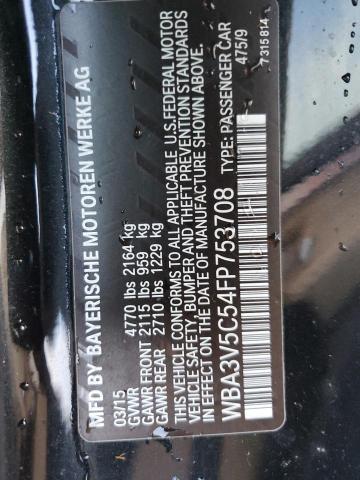 MFD BY BAYERISCHE MOTOREN WERKE AG
03/15
GVWR 4770 lbs 2164 kg
GAWR FRONT 2115 lbs 959 kg
GAWR REAR 2710 lbs 1229 kg
THIS VEHICLE CONFORMS TO ALL APPLICABLE U.S.FEDERAL MOTOR
VEHICLE SAFETY, BUMPER AND THEFT PREVENTION STANDARDS
IN EFFECT ON THE DATE OF MANUFACTURE SHOWN ABOVE.
WBA3V5C54FP753708 TYPE: PASSENGER CAR
475/9
7315814